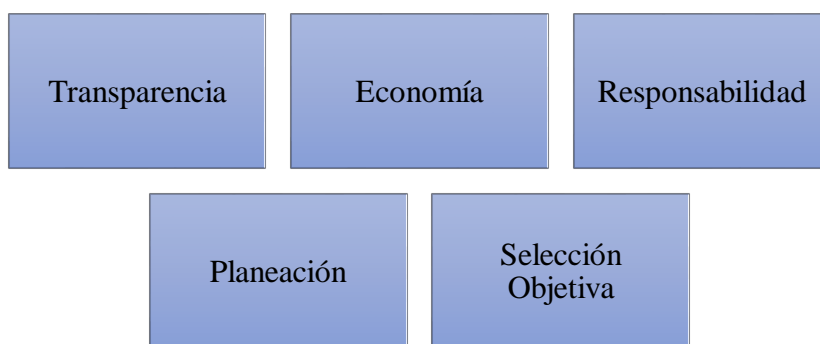 Transparencia
Economía
Responsabilidad
Planeación
Selección
Objetiva